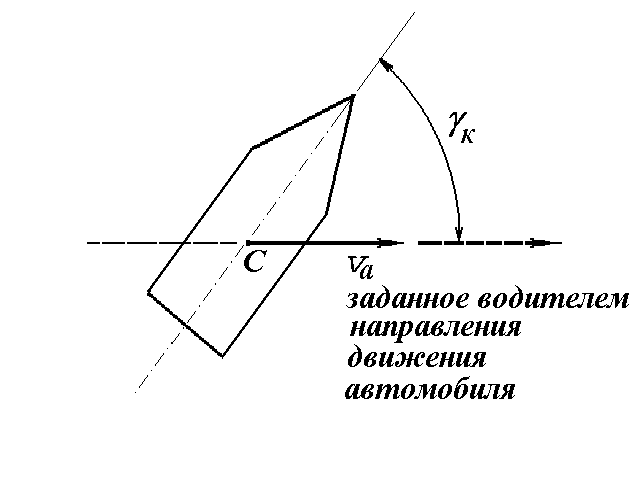 γк
C
va
заданное водителем
направления
движения
автомобиля